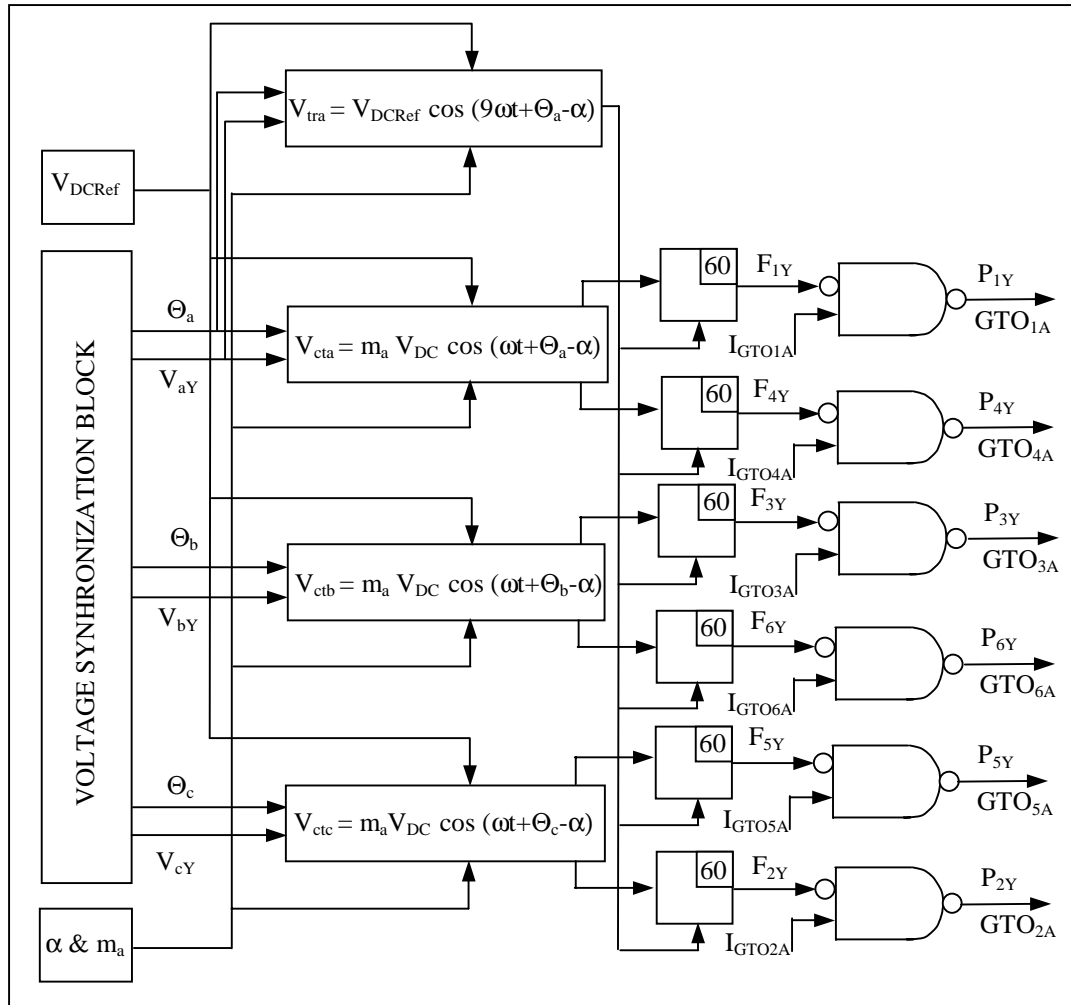 V_tra = V_DCRef cos (9ωt+Θ_a-α)
V_DCRef
VOLTAGE SYNHRONIZATION BLOCK
Θ_a
V_aY
V_cta = m_a V_DC cos (ωt+Θ_a-α)
Θ_b
V_bY
V_ctb = m_a V_DC cos (ωt+Θ_b-α)
Θ_c
V_cY
V_ctc = m_a V_DC cos (ωt+Θ_c-α)
α & m_a
60
F_1Y
I_GTO1A
P_1Y
GTO_1A
60
F_4Y
I_GTO4A
P_4Y
GTO_4A
60
F_3Y
I_GTO3A
P_3Y
GTO_3A
60
F_6Y
I_GTO6A
P_6Y
GTO_6A
60
F_5Y
I_GTO5A
P_5Y
GTO_5A
60
F_2Y
I_GTO2A
P_2Y
GTO_2A